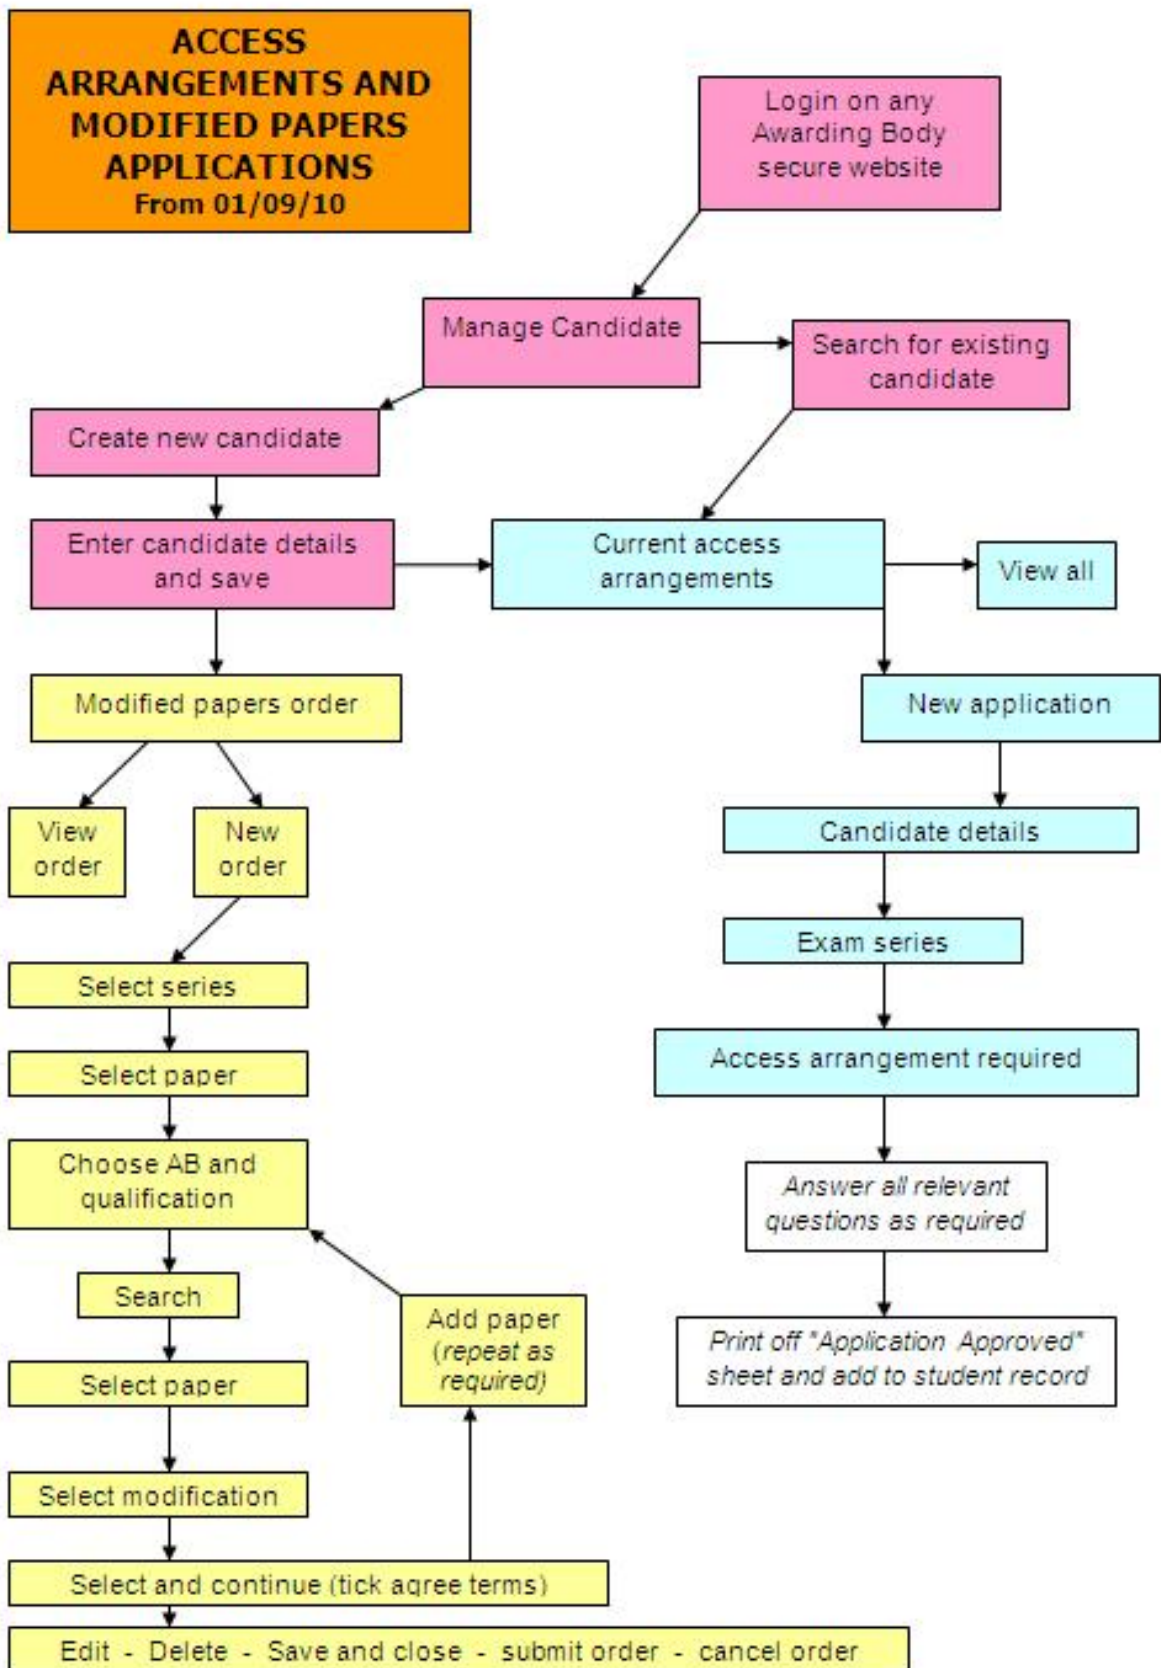 ACCESS
ARRANGEMENTS AND
MODIFIED PAPERS
APPLICATIONS
From 01/09/10
Login on any
Awarding Body
secure website
Manage Candidate
Search for existing
candidate
Create new candidate
Enter candidate details
and save
Current access
arrangements
View all
Modified papers order
New application
View
order
New
order
Candidate details
Exam series
Select series
Access arrangement required
Select paper
Choose AB and
qualification
Answer all relevant
questions as required
Search
Add paper
(repeat as
required)
Print off "Application Approved"
sheet and add to student record
Select paper
Select modification
Select and continue (tick agree terms)
Edit - Delete - Save and close - submit order - cancel order